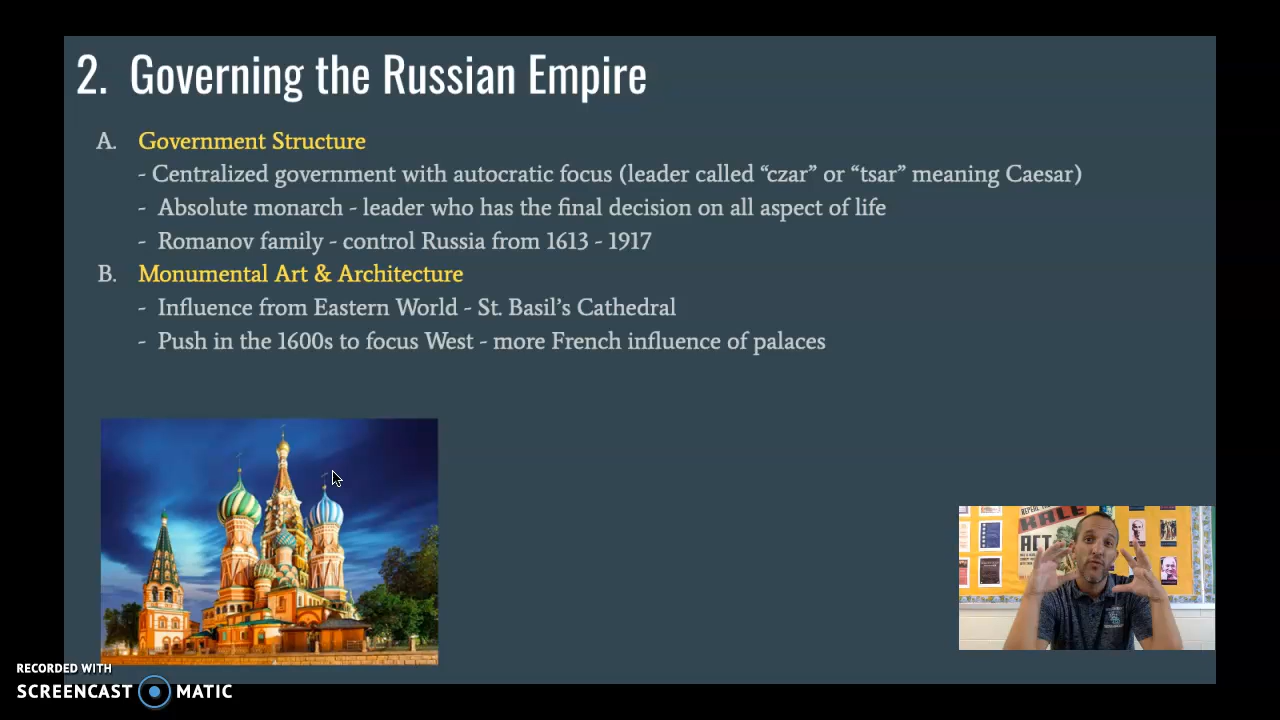 2. Governing the Russian Empire
A. Government Structure
- Centralized government with autocratic focus (leader called “czar” or “tsar” meaning Caesar)
- Absolute monarch - leader who has the final decision on all aspect of life
- Romanov family - control Russia from 1613 - 1917
B. Monumental Art & Architecture
- Influence from Eastern World - St. Basil’s Cathedral
- Push in the 1600s to focus West - more French influence of palaces
KALE
ACT
RECORDED WITH
SCREENCAST MATIC